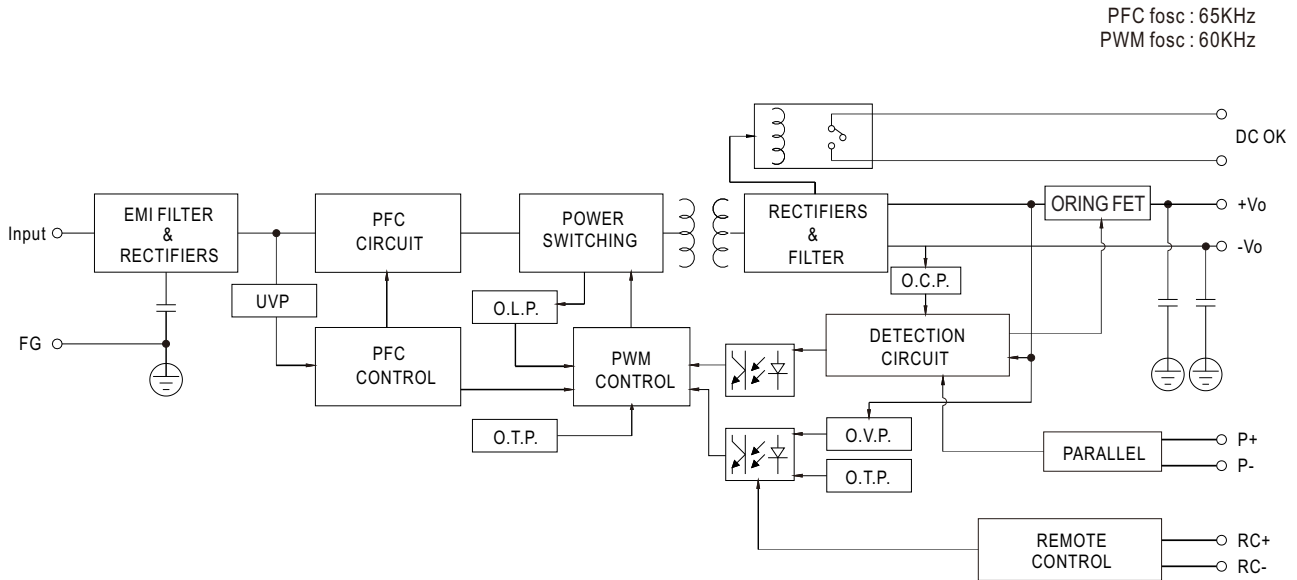 PFC fosc : 65KHz
PWM fosc : 60KHz
DC OK
EMI FILTER
&
RECTIFIERS
PFC
CIRCUIT
POWER
SWITCHING
RECTIFIERS
&
FILTER
ORING FET
+Vo
Input
-Vo
UVP
O.L.P.
O.C.P.
FG
PFC
CONTROL
PWM
CONTROL
DETECTION
CIRCUIT
O.T.P.
O.V.P.
O.T.P.
PARALLEL
P+
P-
REMOTE
CONTROL
RC+
RC-